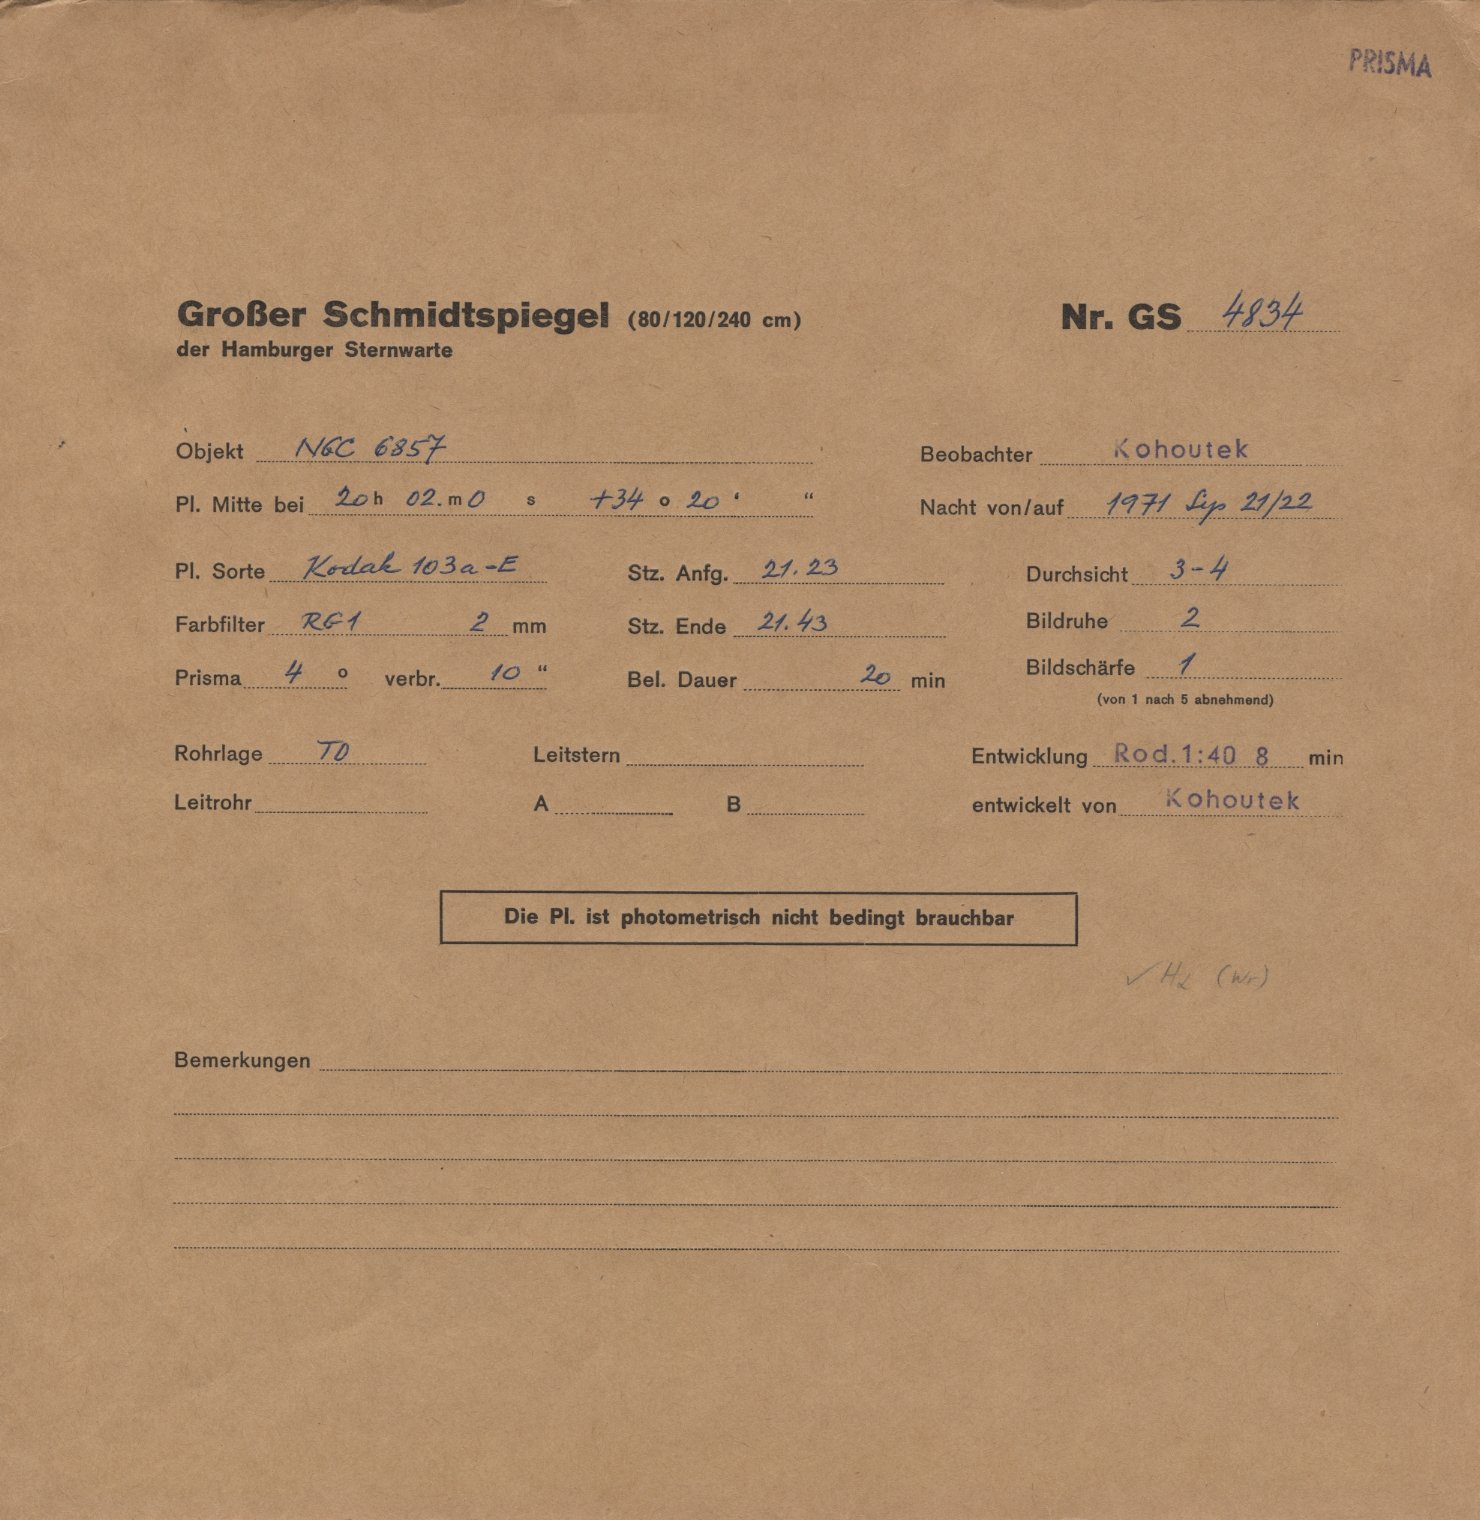 PRISMA
Großer Schmidtspiegel (80/120/240 cm) Nr. GS 4834
der Hamburger Sternwarte
Objekt NGC 6857 Beobachter Kohoutek
Pl. Mitte bei 20 h 02. m 0 s +34 o 20 ' " Nacht von/auf 1971 Sep 21/22
Pl. Sorte Kodak 103a-E Stz. Anfg. 21.23 Durchsicht 3-4
Farbfilter RG1 2 mm Stz. Ende 21.43 Bildruhe 2
Prisma 4 o verbr. 10 " Bel. Dauer 20 min Bildschärfe 1
(von 1 nach 5 abnehmend)
Rohrlage TO Leitstern Entwicklung Rod. 1:40 8 min
Leitrohr A B entwickelt von Kohoutek
Die Pl. ist photometrisch nicht bedingt brauchbar
✓ Hα (Wr)
Bemerkungen